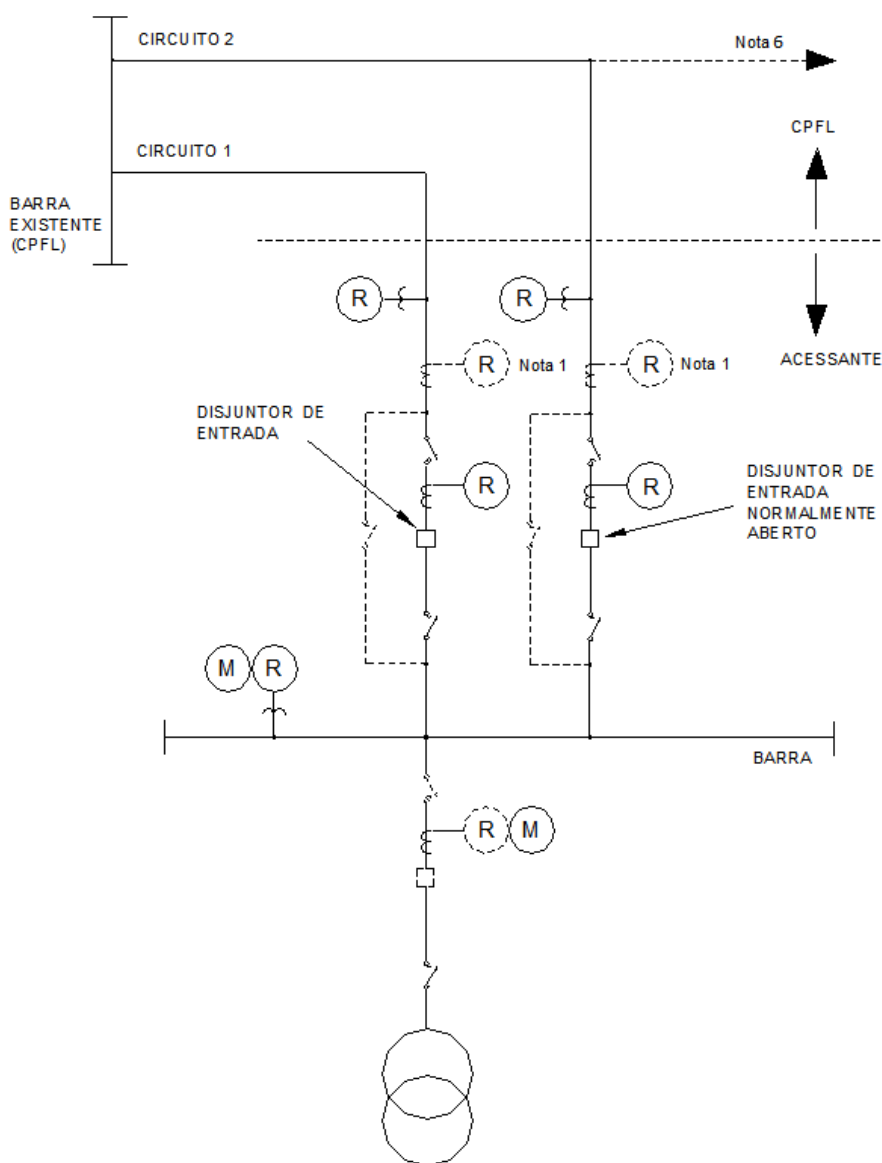 CIRCUITO 2
Nota 6
CPFL
CIRCUITO 1
BARRA
EXISTENTE
(CPFL)
R
R
ACESSANTE
R
Nota 1
R
Nota 1
DISJUNTOR DE
ENTRADA
R
R
DISJUNTOR DE
ENTRADA
NORMALMENTE
ABERTO
M
R
BARRA
R
M